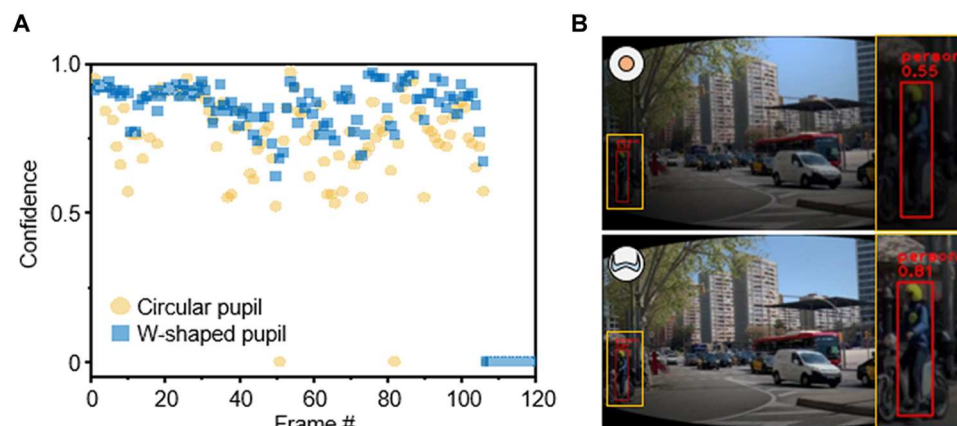 A
1.0
0.5
0
Confidence
Circular pupil
W-shaped pupil
0 20 40 60 80 100 120
Frame #
B
person
0.55
person
0.81